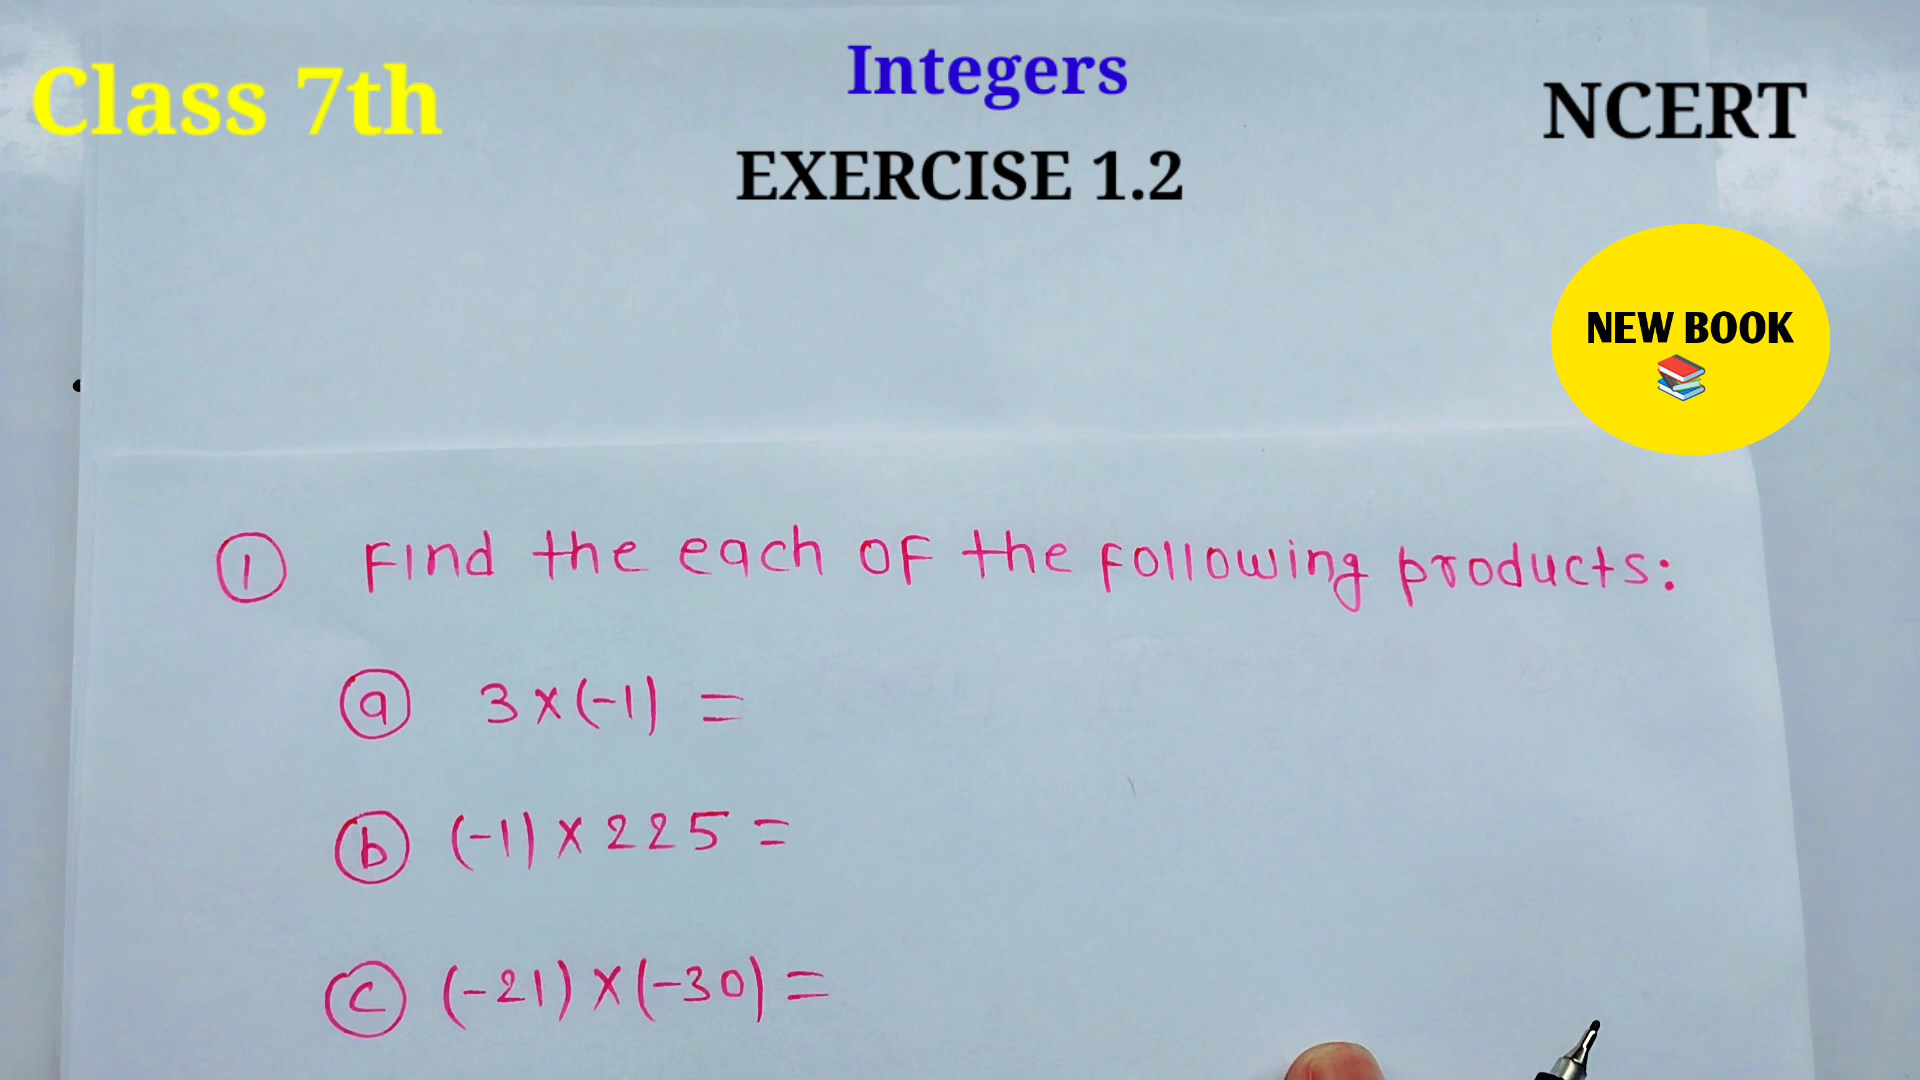 Class 7th
Integers
EXERCISE 1.2
NCERT
NEW BOOK
① Find the each of the following products:
ⓐ 3×(-1) =
ⓑ (-1)×225 =
ⓒ (-21)×(-30) =